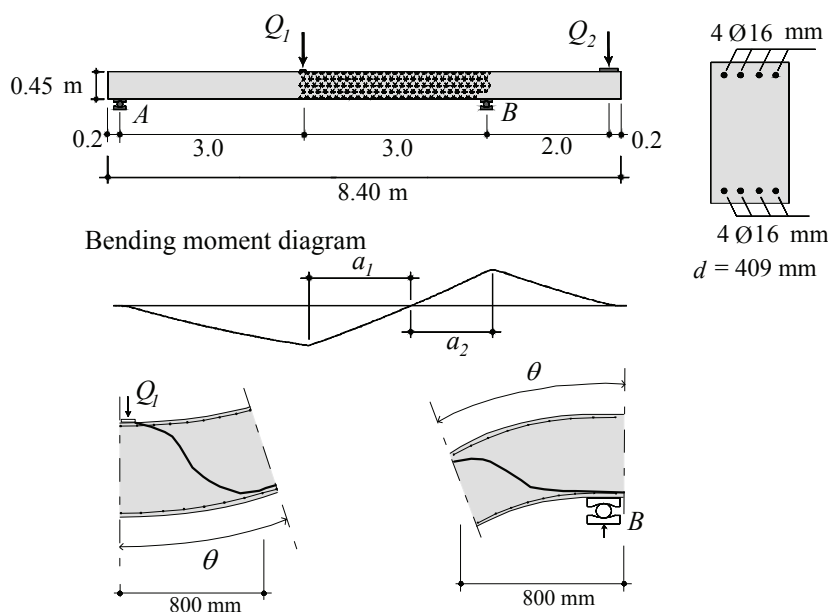 Q1
Q2
4 Ø16 mm
0.45 m
A
B
0.2
3.0
3.0
2.0
0.2
8.40 m
4 Ø16 mm
d = 409 mm
Bending moment diagram
a1
a2
Q1
θ
θ
B
800 mm
800 mm